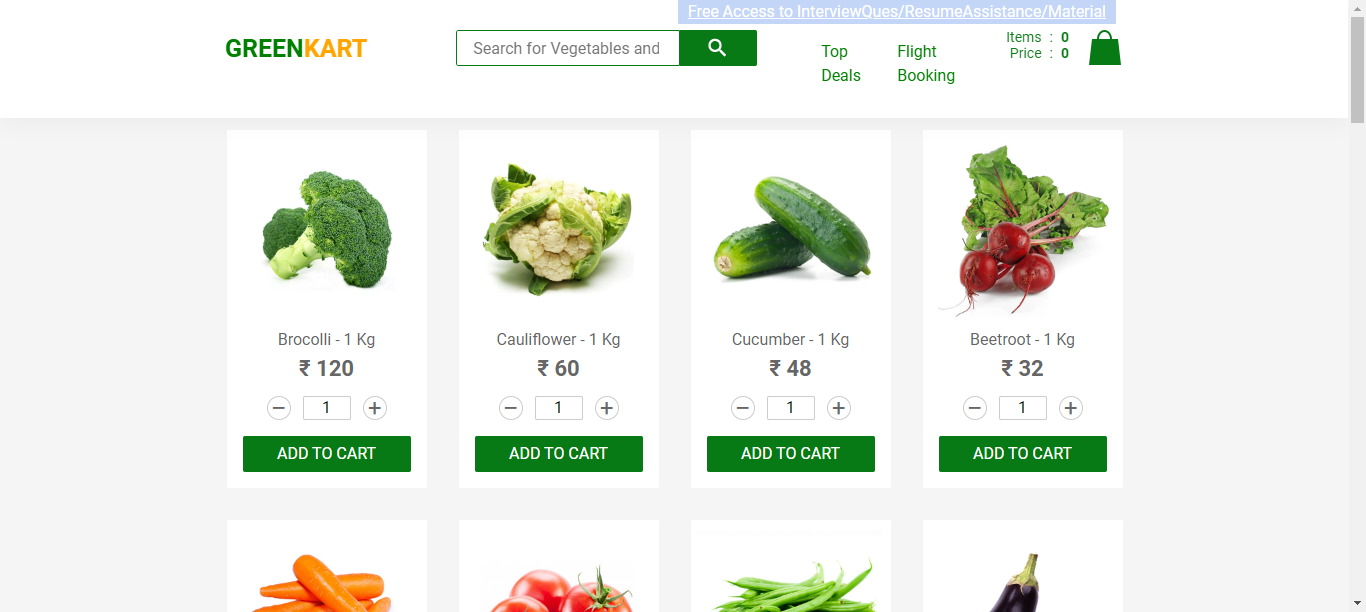 Free Access to InterviewQues/ResumeAssistance/Material
GREENKART
Search for Vegetables and
Top
Deals
Flight
Booking
Items : 0
Price : 0
Brocolli - 1 Kg
₹ 120
− 1 +
ADD TO CART
Cauliflower - 1 Kg
₹ 60
− 1 +
ADD TO CART
Cucumber - 1 Kg
₹ 48
− 1 +
ADD TO CART
Beetroot - 1 Kg
₹ 32
− 1 +
ADD TO CART